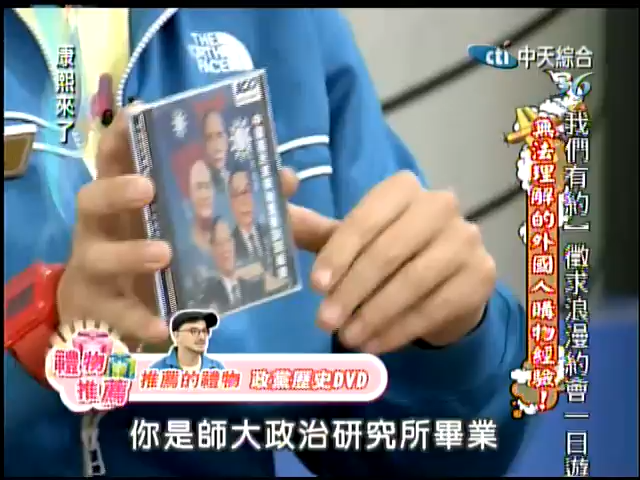 康熙來了
THE
NORTH
FACE
cti 中天綜合
36
我們有約」徵求浪漫約會一日遊
無法理解的外國人購物經驗!
禮物
推薦
推薦的禮物 政黨歷史DVD
你是師大政治研究所畢業